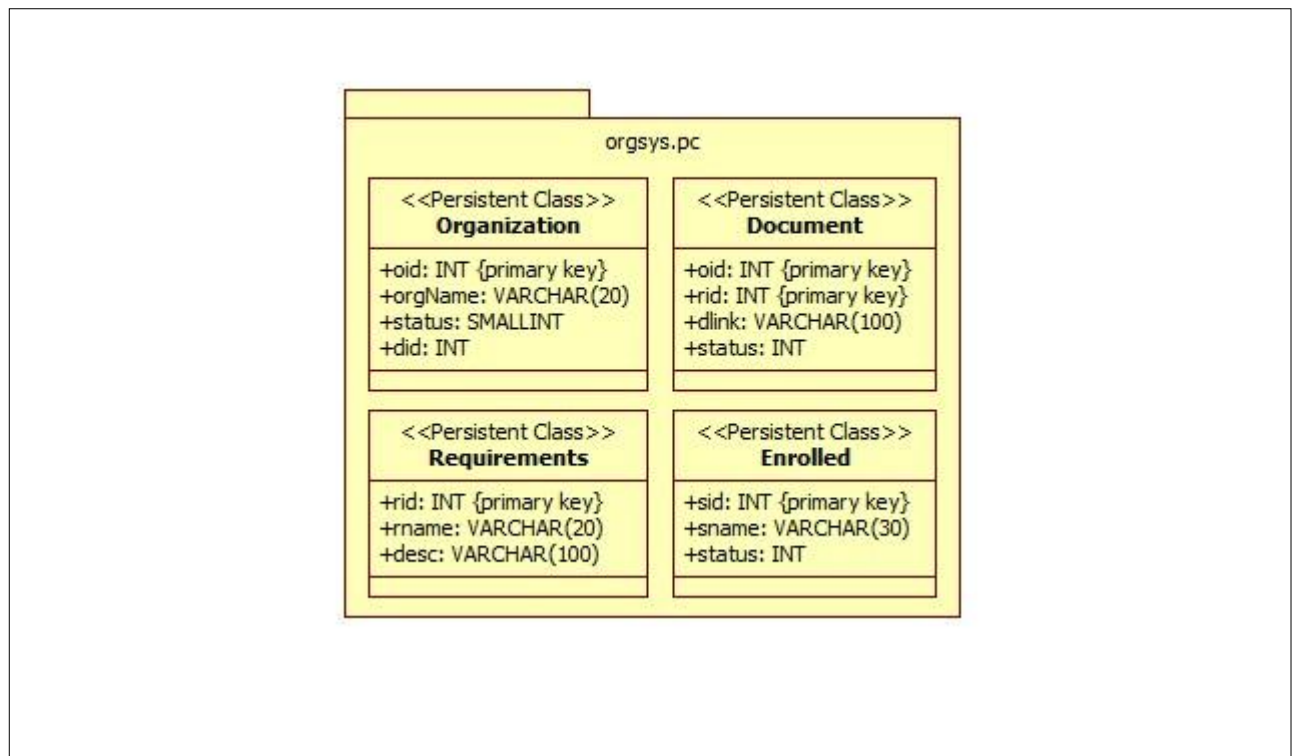 orgsys.pc
<<Persistent Class>>
Organization
+oid: INT {primary key}
+orgName: VARCHAR(20)
+status: SMALLINT
+did: INT
<<Persistent Class>>
Document
+oid: INT {primary key}
+rid: INT {primary key}
+dlink: VARCHAR(100)
+status: INT
<<Persistent Class>>
Requirements
+rid: INT {primary key}
+rname: VARCHAR(20)
+desc: VARCHAR(100)
<<Persistent Class>>
Enrolled
+sid: INT {primary key}
+sname: VARCHAR(30)
+status: INT